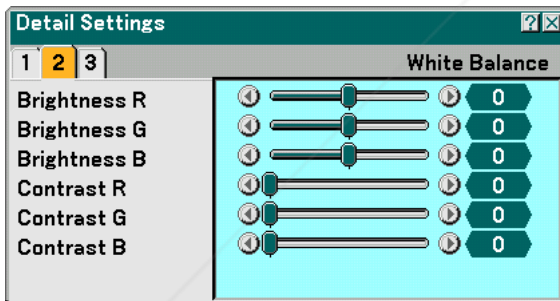 Detail Settings ? X
1 2 3 White Balance
Brightness R 0
Brightness G 0
Brightness B 0
Contrast R 0
Contrast G 0
Contrast B 0